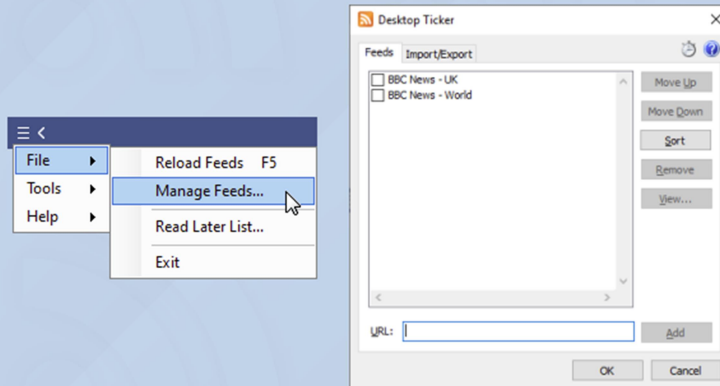 File
Tools
Help
Reload Feeds F5
Manage Feeds...
Read Later List...
Exit
Desktop Ticker
Feeds
Import/Export
BBC News - UK
BBC News - World
Move Up
Move Down
Sort
Remove
View...
URL:
Add
OK
Cancel